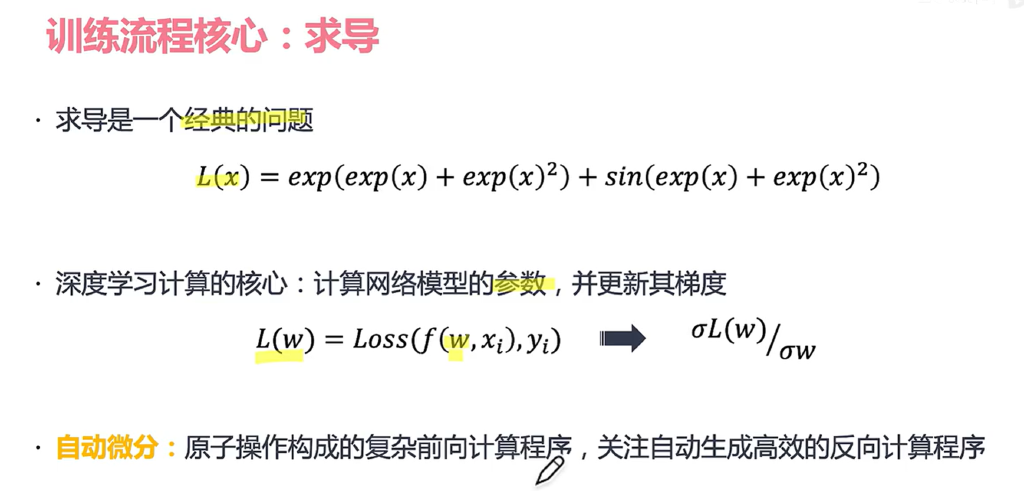 训练流程核心：求导
· 求导是一个经典的问题
L(x) = exp(exp(x) + exp(x)²) + sin(exp(x) + exp(x)²)
· 深度学习计算的核心：计算网络模型的参数，并更新其梯度
L(w) = Loss(f(w, xᵢ), yᵢ) σL(w)/σw
· 自动微分：原子操作构成的复杂前向计算程序，关注自动生成高效的反向计算程序